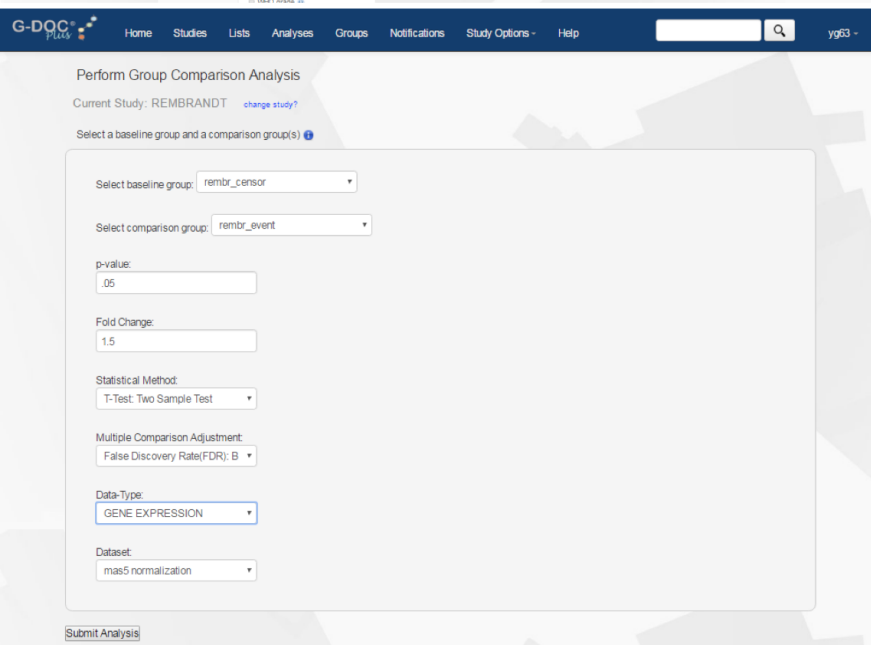 G-DOC® Plus
Home Studies Lists Analyses Groups Notifications Study Options Help yg63
Perform Group Comparison Analysis
Current Study: REMBRANDT change study?
Select a baseline group and a comparison group(s)
Select baseline group: rembr_censor
Select comparison group: rembr_event
p-value:
.05
Fold Change:
1.5
Statistical Method:
T-Test: Two Sample Test
Multiple Comparison Adjustment:
False Discovery Rate(FDR): B
Data-Type:
GENE EXPRESSION
Dataset:
mas5 normalization
Submit Analysis